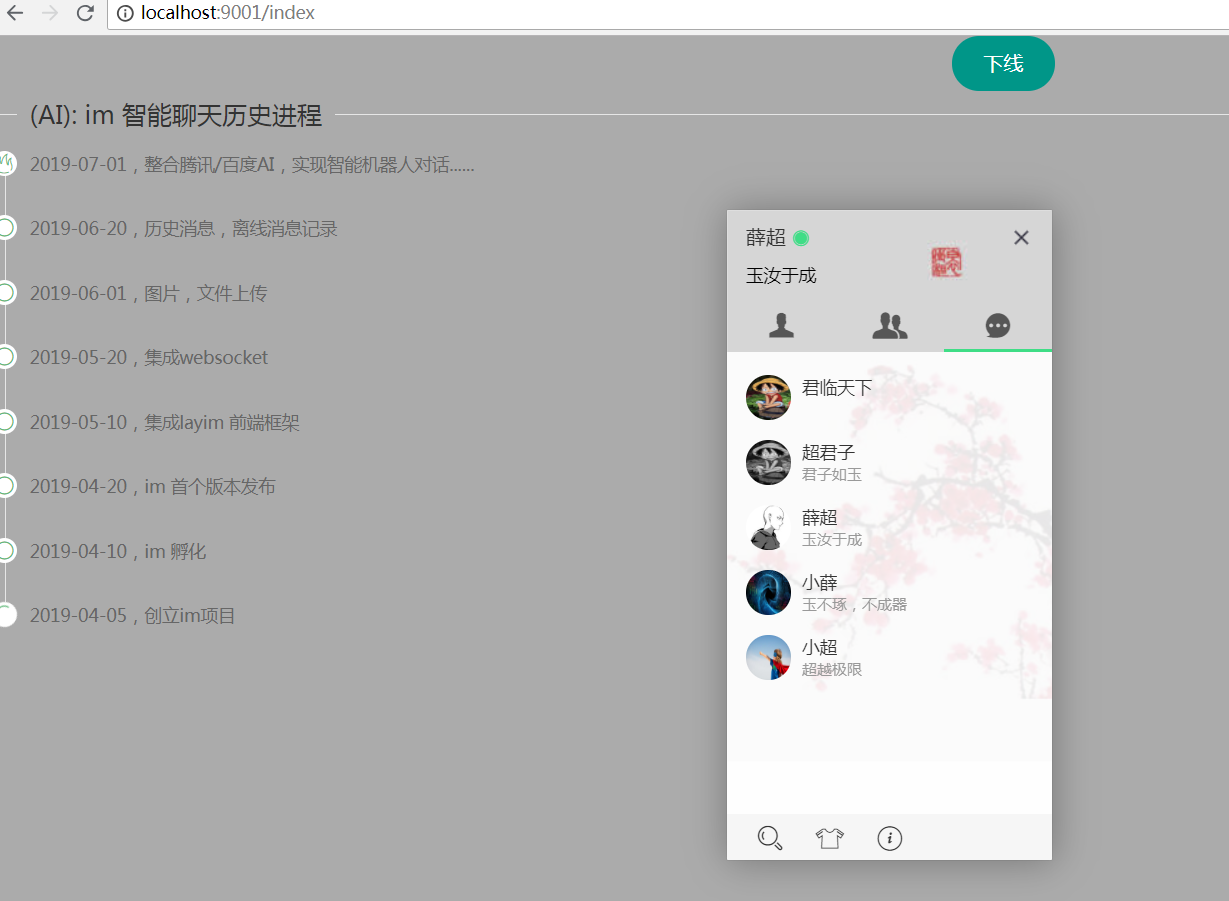 localhost:9001/index
下线
(AI): im 智能聊天历史进程
2019-07-01，整合腾讯/百度AI，实现智能机器人对话......
2019-06-20，历史消息，离线消息记录
2019-06-01，图片，文件上传
2019-05-20，集成websocket
2019-05-10，集成layim 前端框架
2019-04-20，im 首个版本发布
2019-04-10，im 孵化
2019-04-05，创立im项目
薛超
玉汝于成
君临天下
超君子
君子如玉
薛超
玉汝于成
小薛
玉不琢，不成器
小超
超越极限